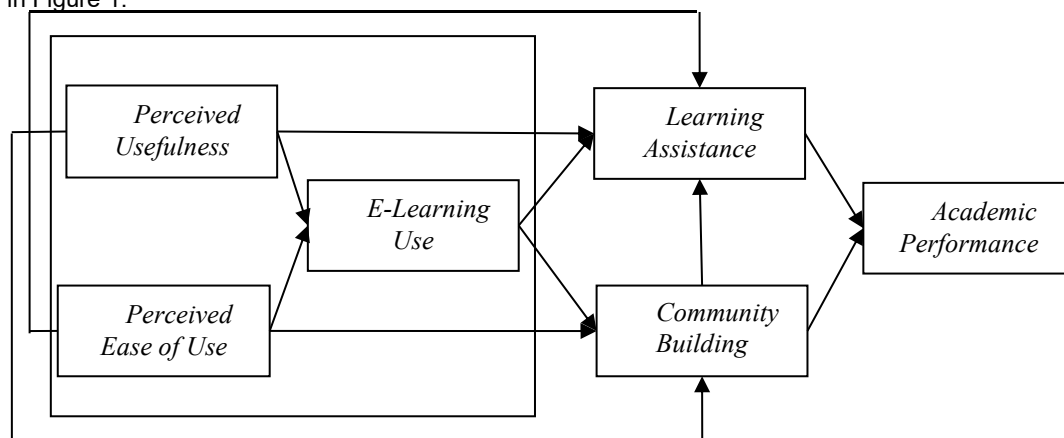 in Figure 1.
Perceived
Usefulness
Learning
Assistance
E-Learning
Use
Academic
Performance
Perceived
Ease of Use
Community
Building